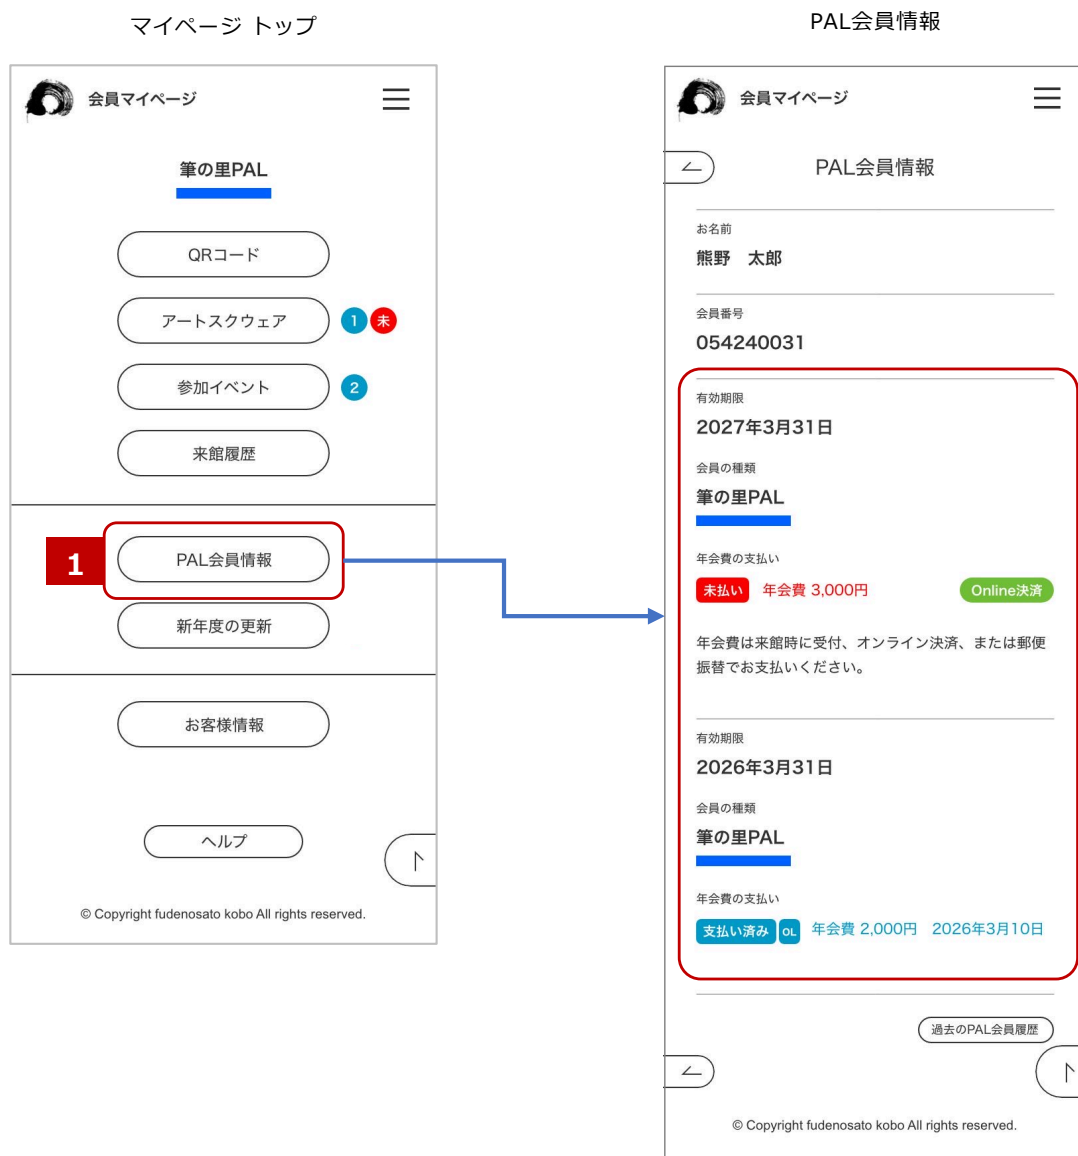 マイページ トップ
会員マイページ
筆の里PAL
QRコード
アートスクウェア
1
未
参加イベント
2
来館履歴
1
PAL会員情報
新年度の更新
お客様情報
ヘルプ
© Copyright fudenosato kobo All rights reserved.
PAL会員情報
会員マイページ
PAL会員情報
お名前
熊野 太郎
会員番号
054240031
有効期限
2027年3月31日
会員の種類
筆の里PAL
年会費の支払い
未払い 年会費 3,000円 Online決済
年会費は来館時に受付、オンライン決済、または郵便
振替でお支払いください。
有効期限
2026年3月31日
会員の種類
筆の里PAL
年会費の支払い
支払い済み OL 年会費 2,000円 2026年3月10日
過去のPAL会員履歴
© Copyright fudenosato kobo All rights reserved.